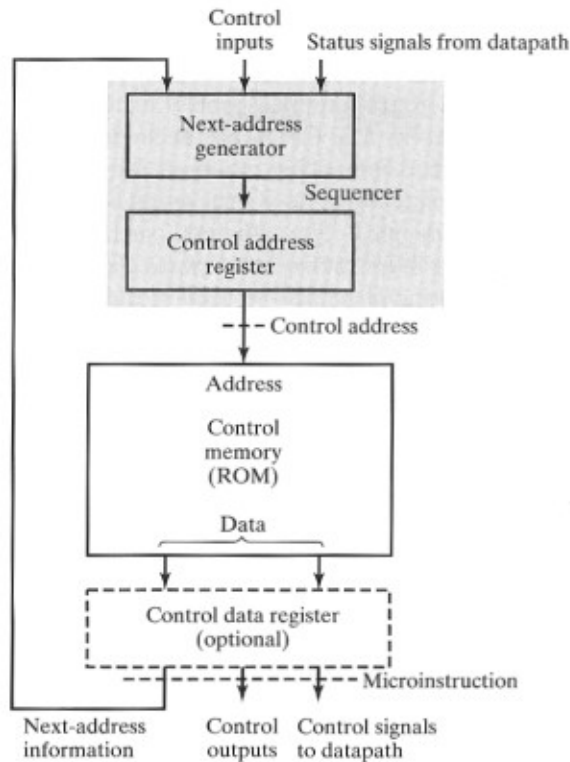 Control
inputs
Status signals from datapath
Next-address
generator
Sequencer
Control address
register
Control address
Address
Control
memory
(ROM)
Data
Control data register
(optional)
Microinstruction
Next-address
information
Control
outputs
Control signals
to datapath